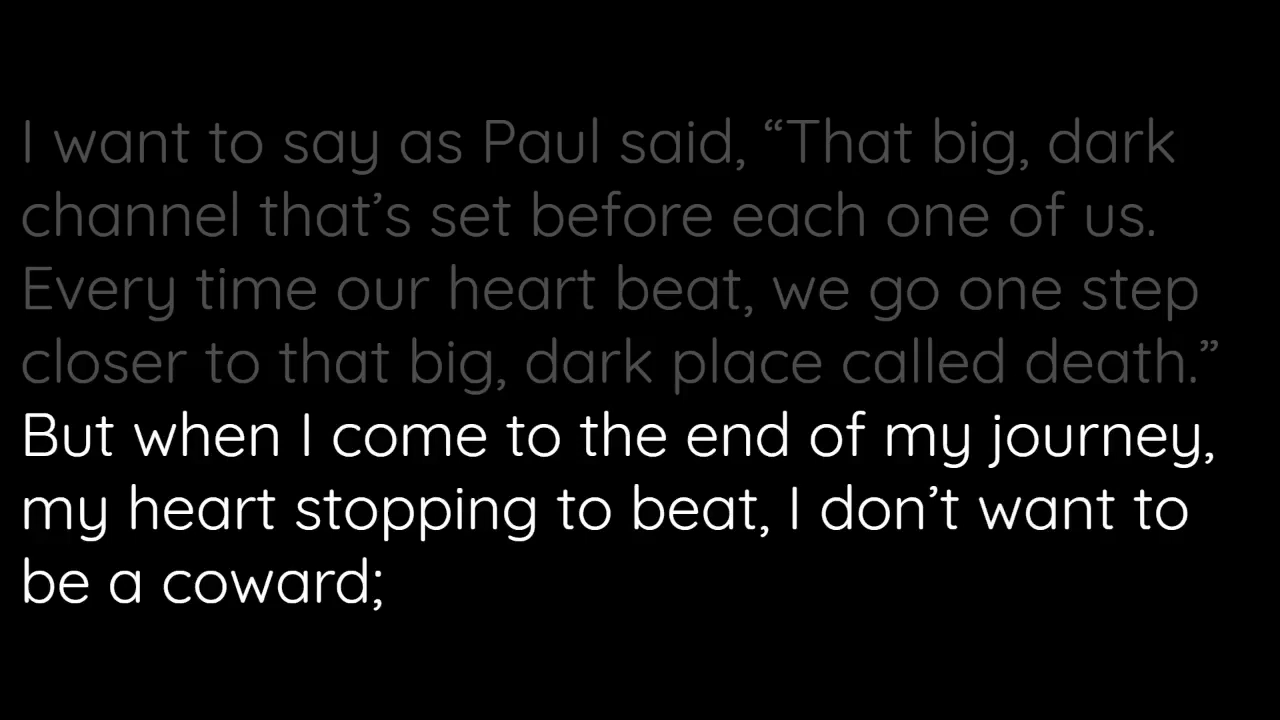 I want to say as Paul said, “That big, dark
channel that’s set before each one of us.
Every time our heart beat, we go one step
closer to that big, dark place called death.”
But when I come to the end of my journey,
my heart stopping to beat, I don’t want to
be a coward;